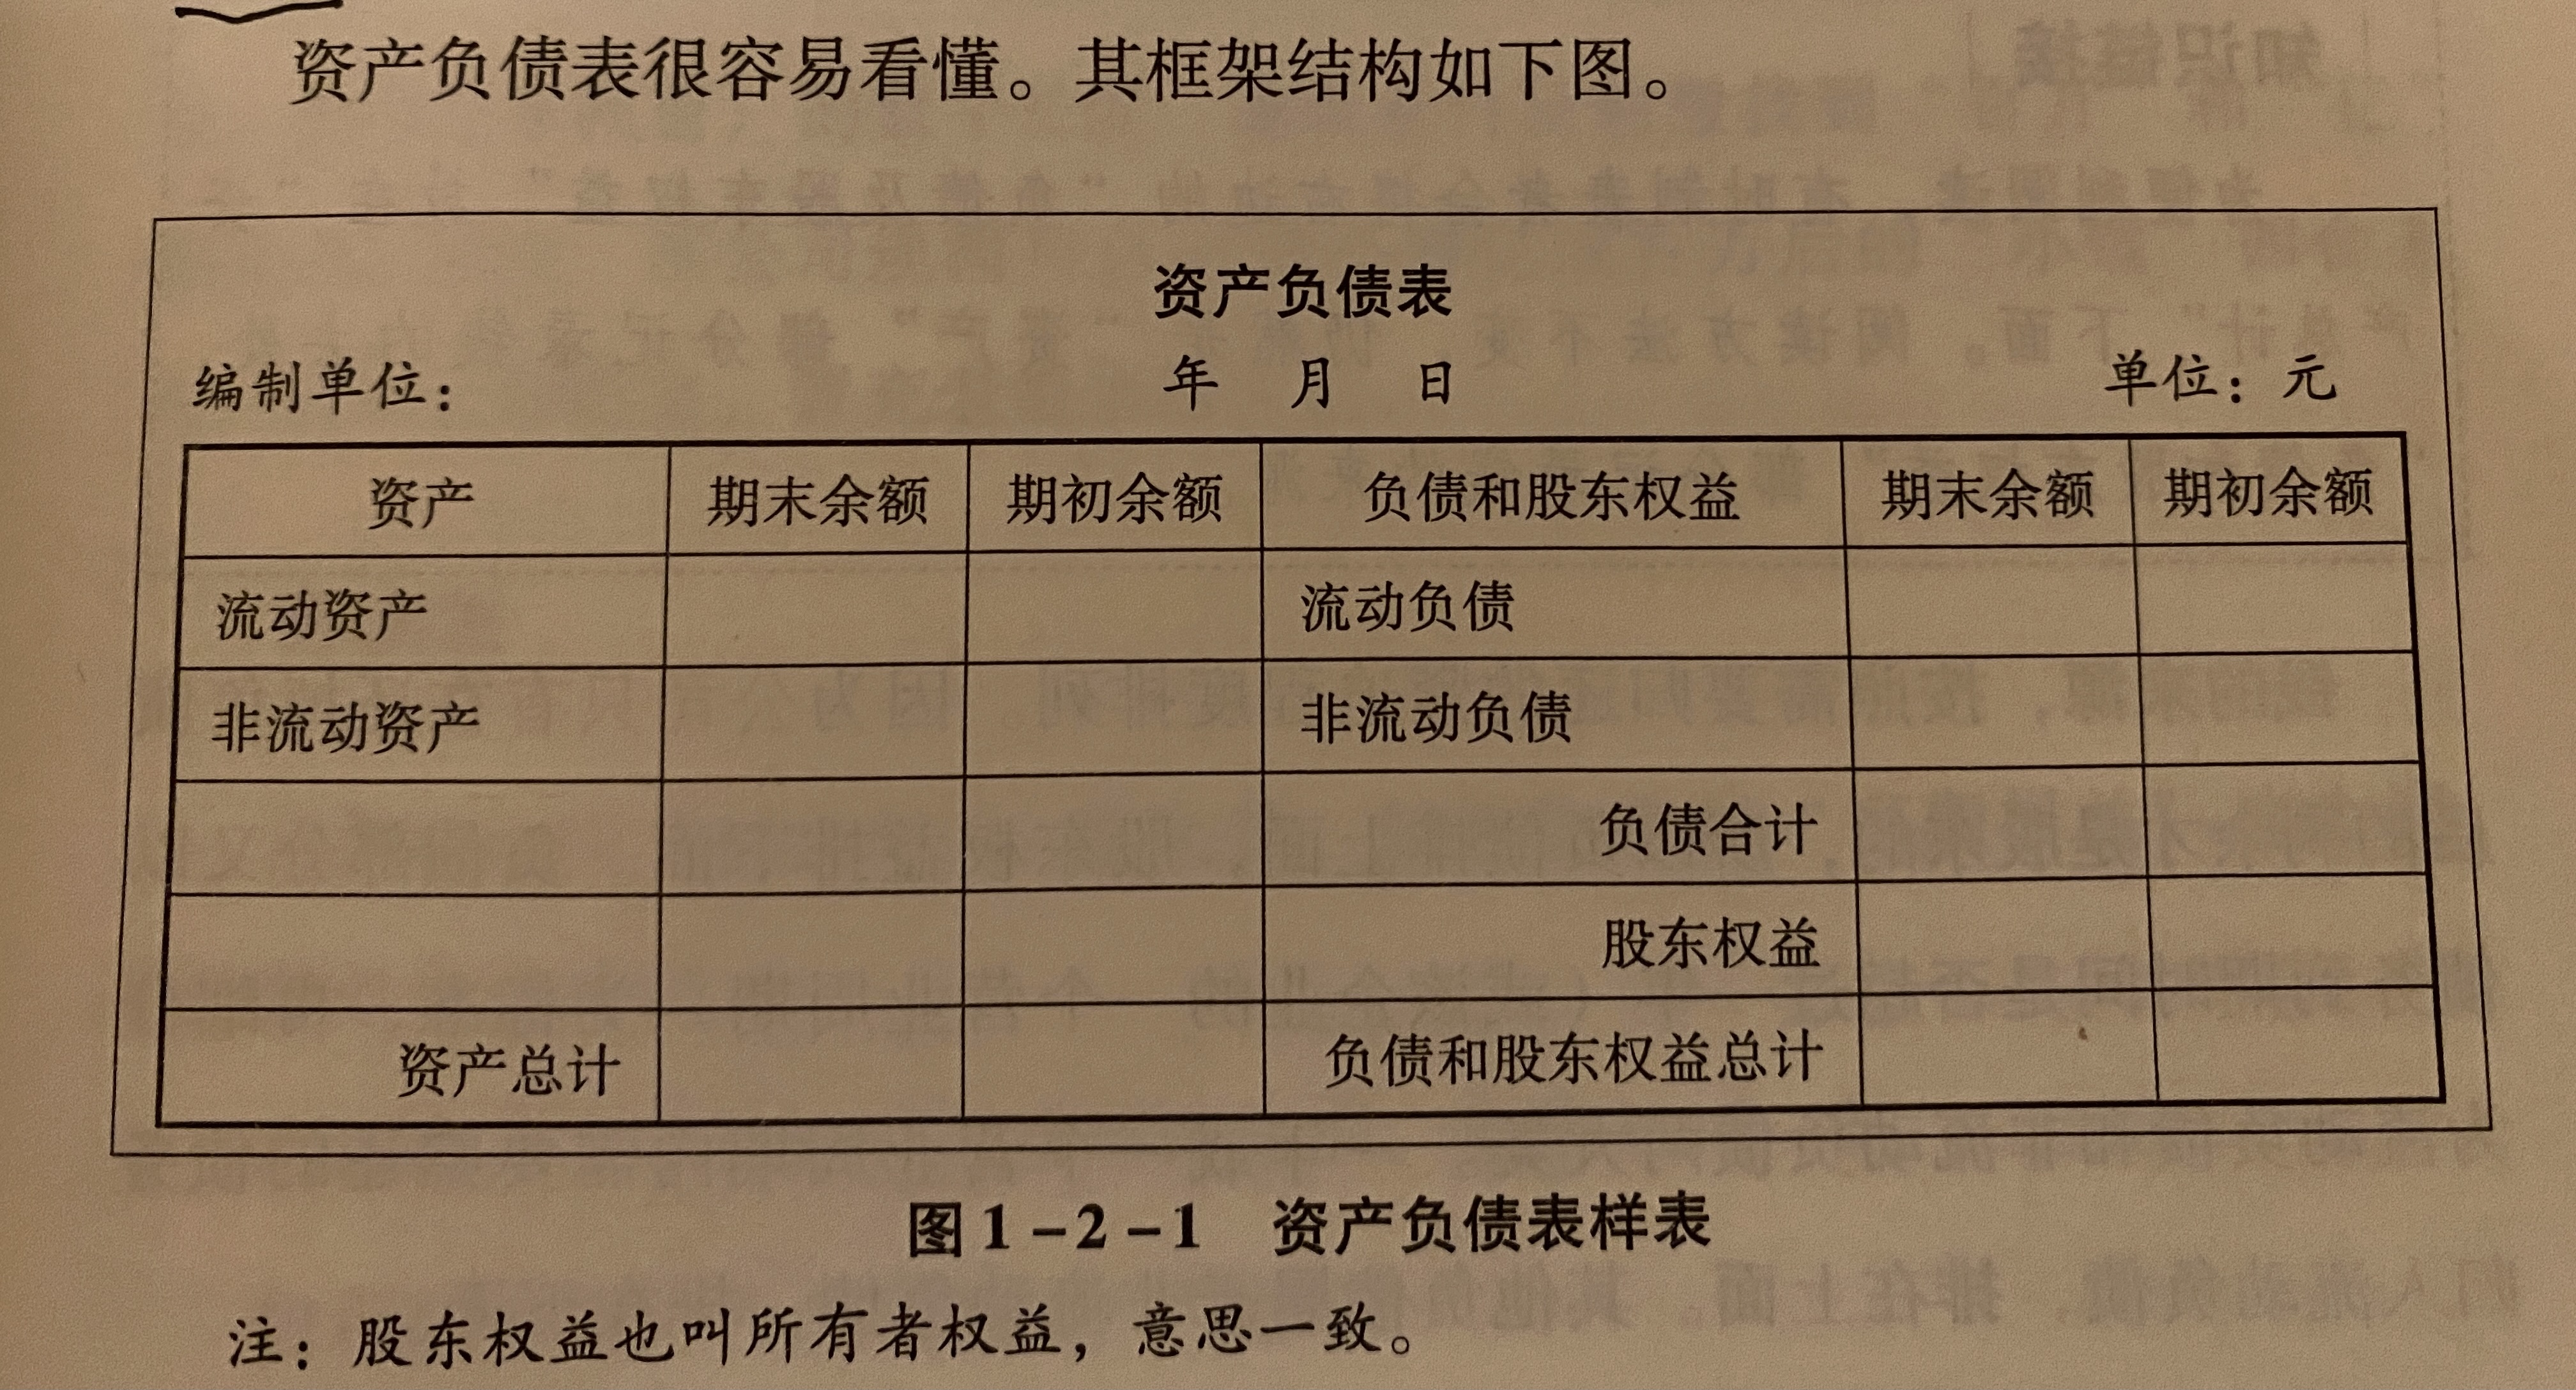 资产负债表很容易看懂。其框架结构如下图。
资产负债表
编制单位： 年 月 日 单位：元
资产 期末余额 期初余额 负债和股东权益 期末余额 期初余额
流动资产 流动负债
非流动资产 非流动负债
负债合计
股东权益
资产总计 负债和股东权益总计
图1-2-1 资产负债表样表
注：股东权益也叫所有者权益，意思一致。